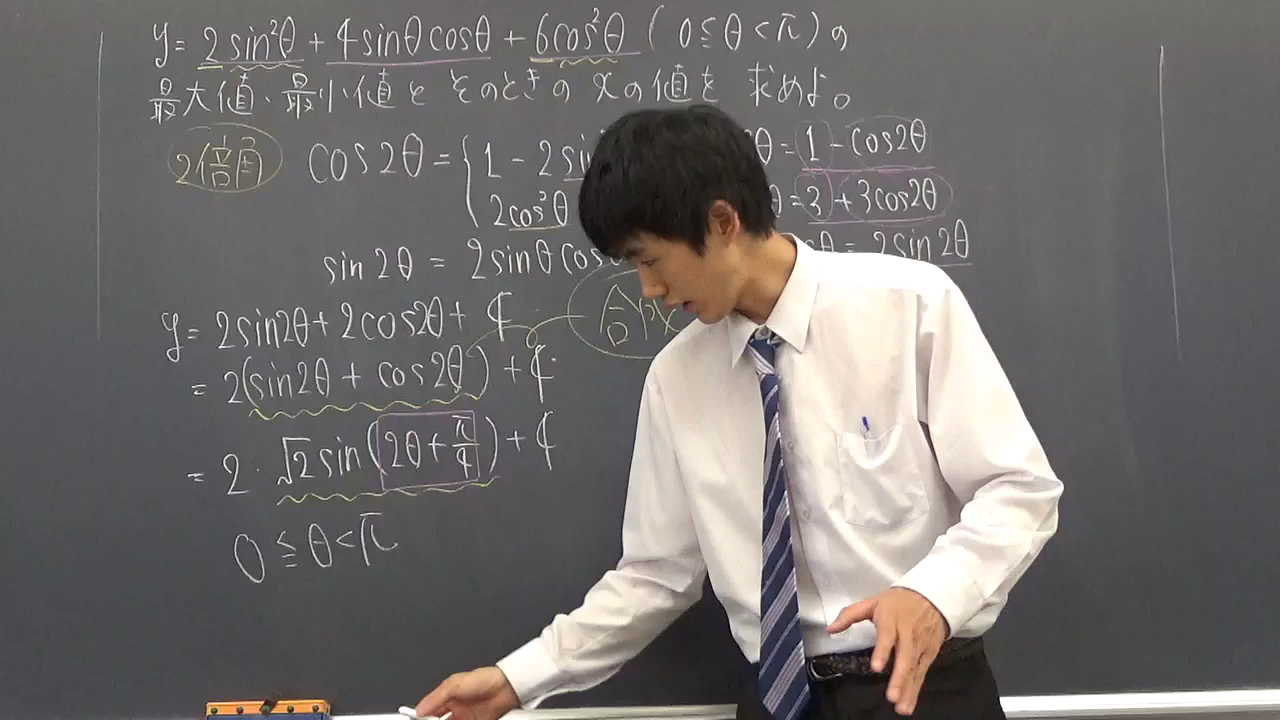 y = 2sin²θ + 4sinθcosθ + 6cos²θ (0≦θ<π)の
最大値、最小値とそのときのxの値を求めよ。
2倍角 cos2θ = { 1 - 2si θ = 1 - cos2θ
2cos²θ θ = 3 + 3cos2θ
sin2θ = 2sinθcos θ = 2sin2θ
y = 2sin2θ + 2cos2θ + 4 合成
= 2(sin2θ + cos2θ) + 4
= 2・√2 sin(2θ + π/4) + 4
0 ≦ θ < π